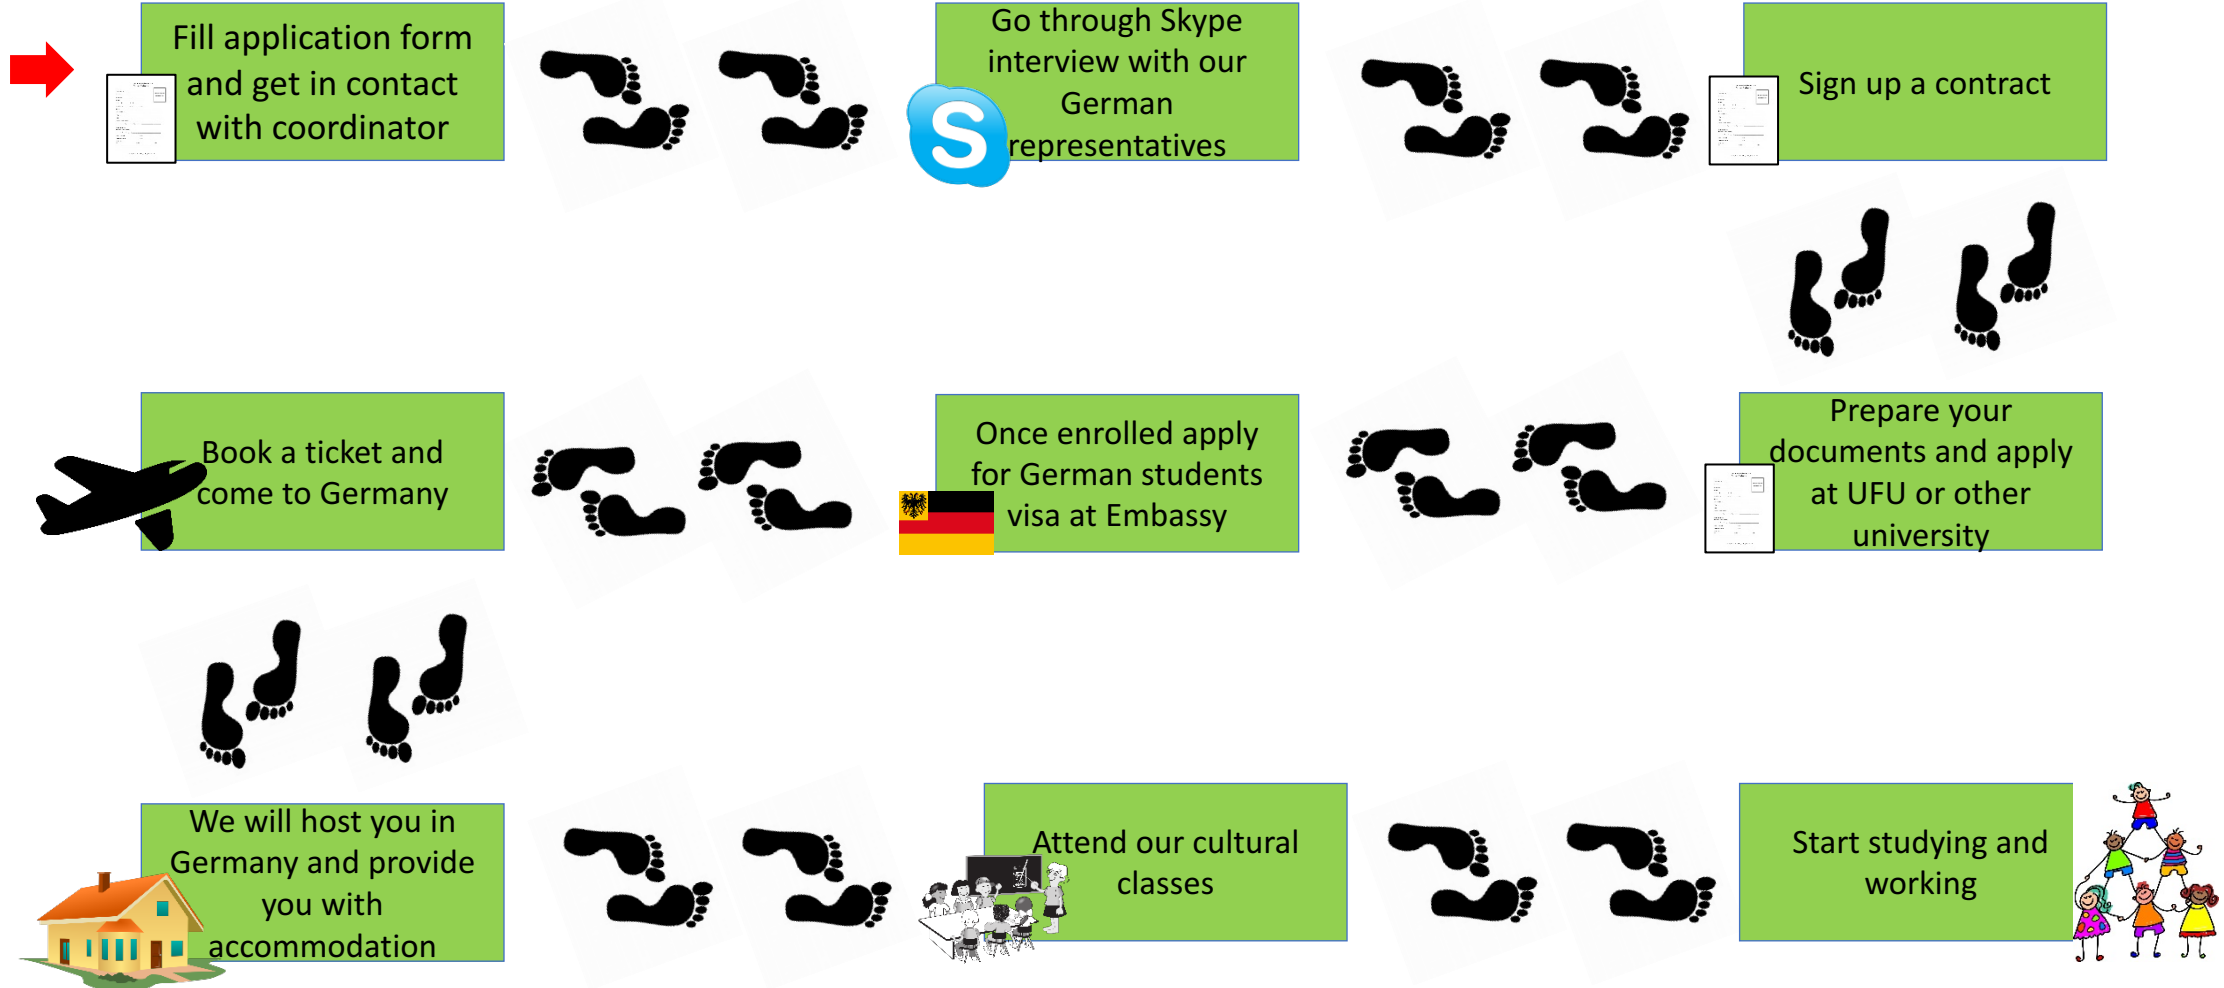 Fill application form
and get in contact
with coordinator
Go through Skype
interview with our
German
representatives
Sign up a contract
Prepare your
documents and apply
at UFU or other
university
Once enrolled apply
for German students
visa at Embassy
Book a ticket and
come to Germany
We will host you in
Germany and provide
you with
accommodation
Attend our cultural
classes
Start studying and
working